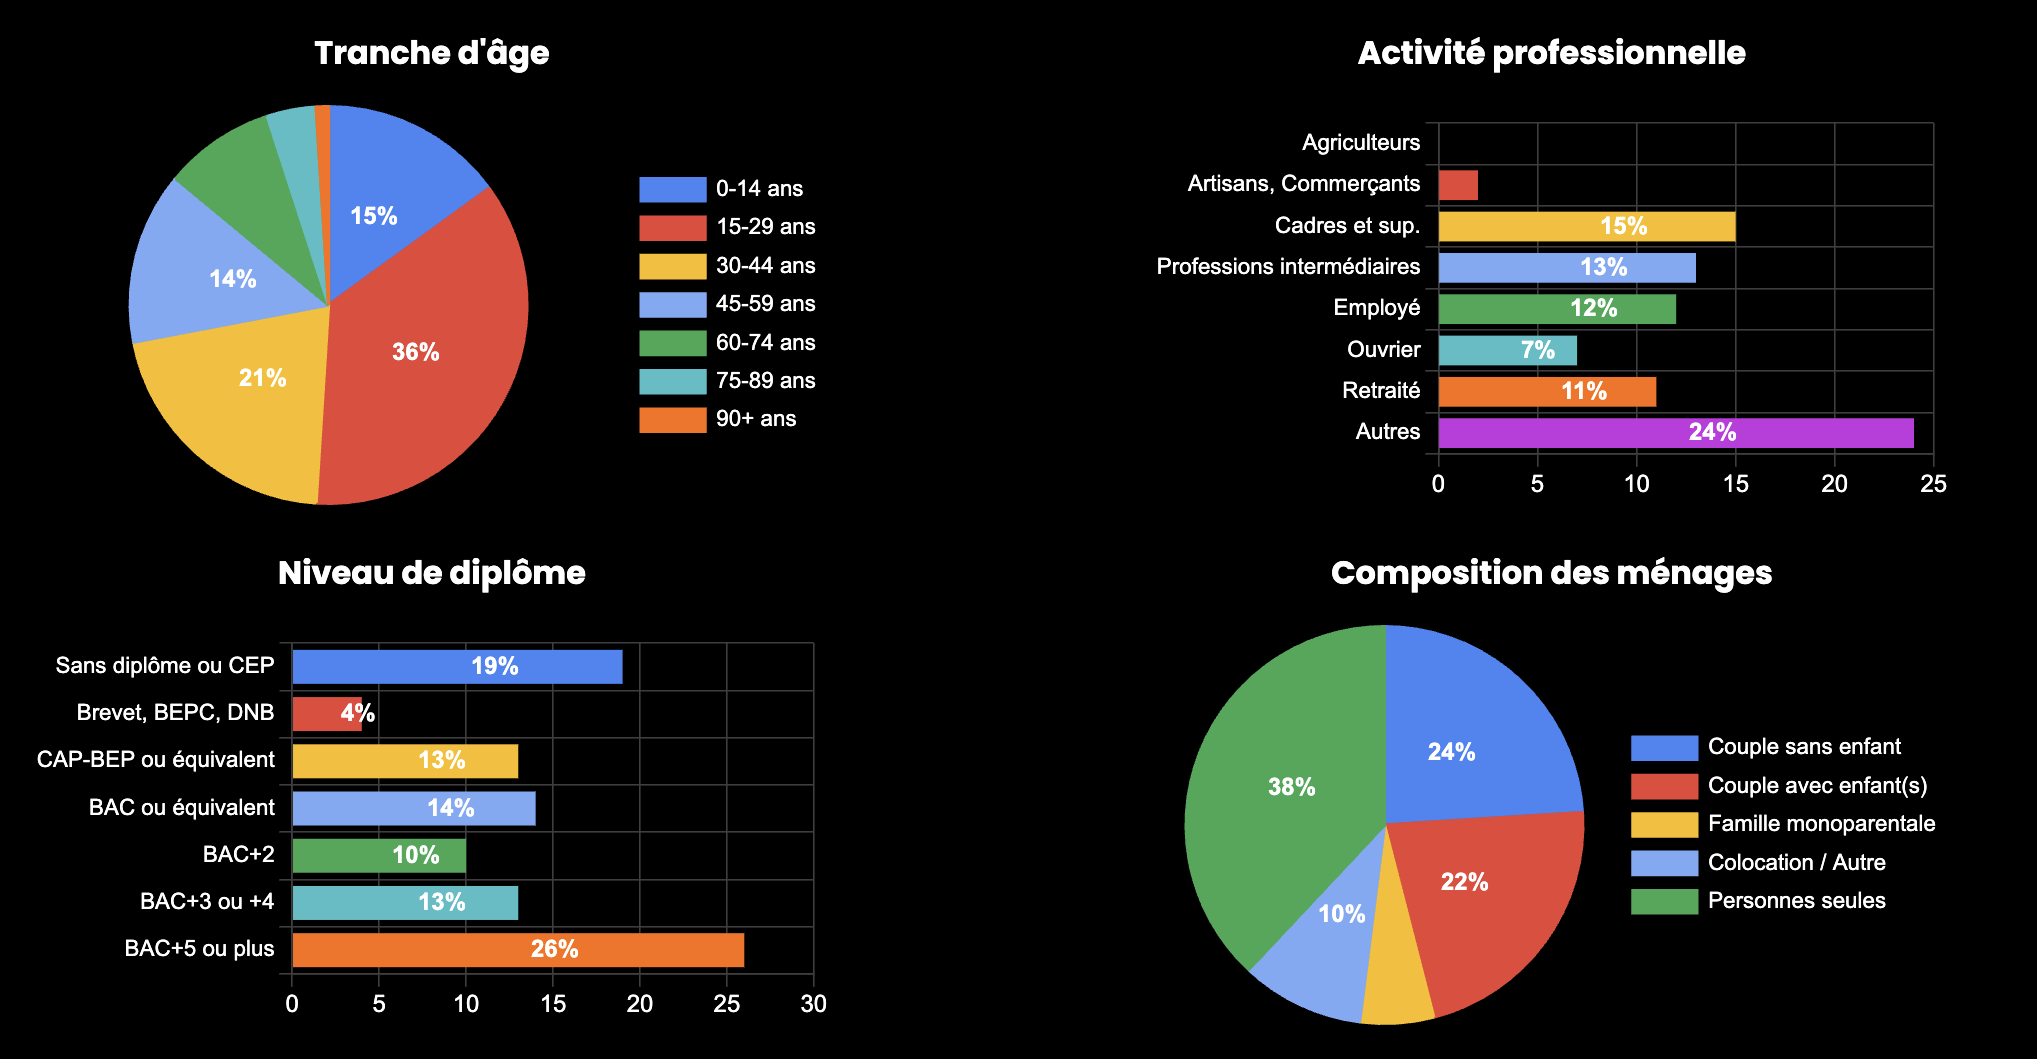 Tranche d'âge
15%
36%
21%
14%
0-14 ans
15-29 ans
30-44 ans
45-59 ans
60-74 ans
75-89 ans
90+ ans
Activité professionnelle
Agriculteurs
Artisans, Commerçants
Cadres et sup. 15%
Professions intermédiaires 13%
Employé 12%
Ouvrier 7%
Retraité 11%
Autres 24%
0 5 10 15 20 25
Niveau de diplôme
Sans diplôme ou CEP 19%
Brevet, BEPC, DNB 4%
CAP-BEP ou équivalent 13%
BAC ou équivalent 14%
BAC+2 10%
BAC+3 ou +4 13%
BAC+5 ou plus 26%
0 5 10 15 20 25 30
Composition des ménages
24%
22%
10%
38%
Couple sans enfant
Couple avec enfant(s)
Famille monoparentale
Colocation / Autre
Personnes seules